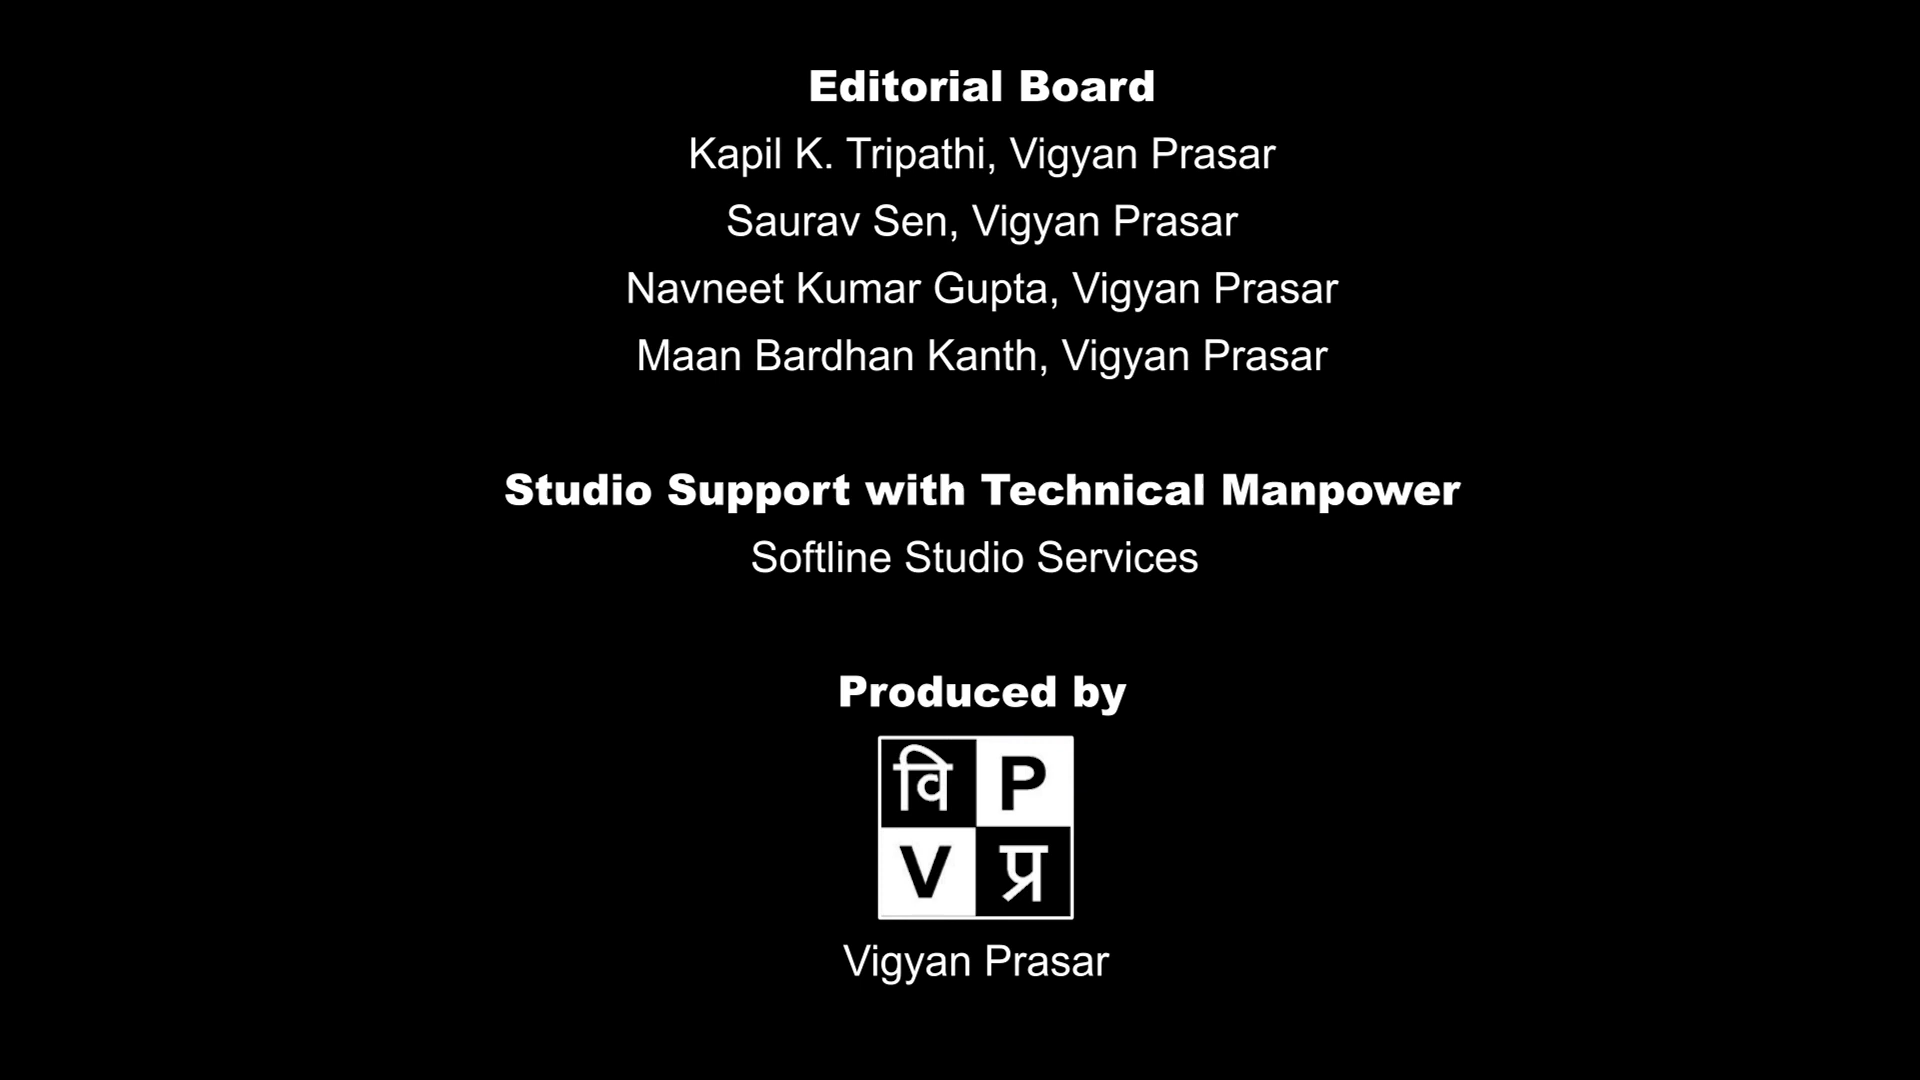 Editorial Board
Kapil K. Tripathi, Vigyan Prasar
Saurav Sen, Vigyan Prasar
Navneet Kumar Gupta, Vigyan Prasar
Maan Bardhan Kanth, Vigyan Prasar
Studio Support with Technical Manpower
Softline Studio Services
Produced by
वि P
V प्र
Vigyan Prasar